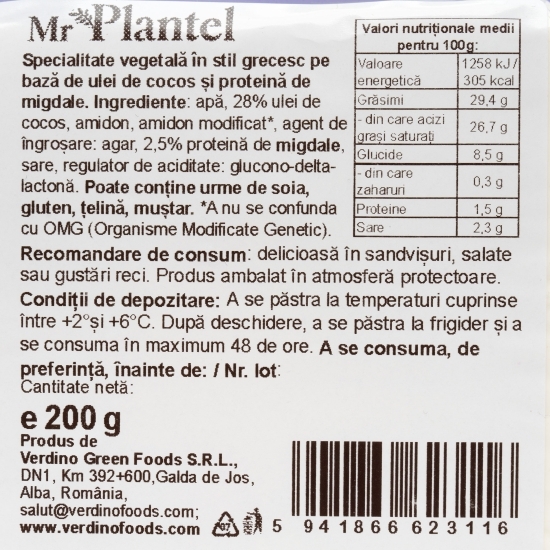 Mr Plantel
Specialitate vegetală în stil grecesc pe
bază de ulei de cocos și proteină de
migdale. Ingrediente: apă, 28% ulei de
cocos, amidon, amidon modificat*, agent de
îngroșare: agar, 2,5% proteină de migdale,
sare, regulator de aciditate: glucono-delta-
lactonă. Poate conține urme de soia,
gluten, țelină, muștar. *A nu se confunda
cu OMG (Organisme Modificate Genetic).
Valori nutriționale medii
pentru 100g:
Valoare energetică 1258 kJ / 305 kcal
Grăsimi 29,4 g
- din care acizi grași saturați 26,7 g
Glucide 8,5 g
- din care zaharuri 0,3 g
Proteine 1,5 g
Sare 2,3 g
Recomandare de consum: delicioasă în sandvișuri, salate
sau gustări reci. Produs ambalat în atmosferă protectoare.
Condiții de depozitare: A se păstra la temperaturi cuprinse
între +2°și +6°C. După deschidere, a se păstra la frigider și a
se consuma în maximum 48 de ore. A se consuma, de
preferință, înainte de: / Nr. lot:
Cantitate netă:
e 200 g
Produs de
Verdino Green Foods S.R.L.,
DN1, Km 392+600,Galda de Jos,
Alba, România,
salut@verdinofoods.com;
www.verdinofoods.com
07
5 941866 623116